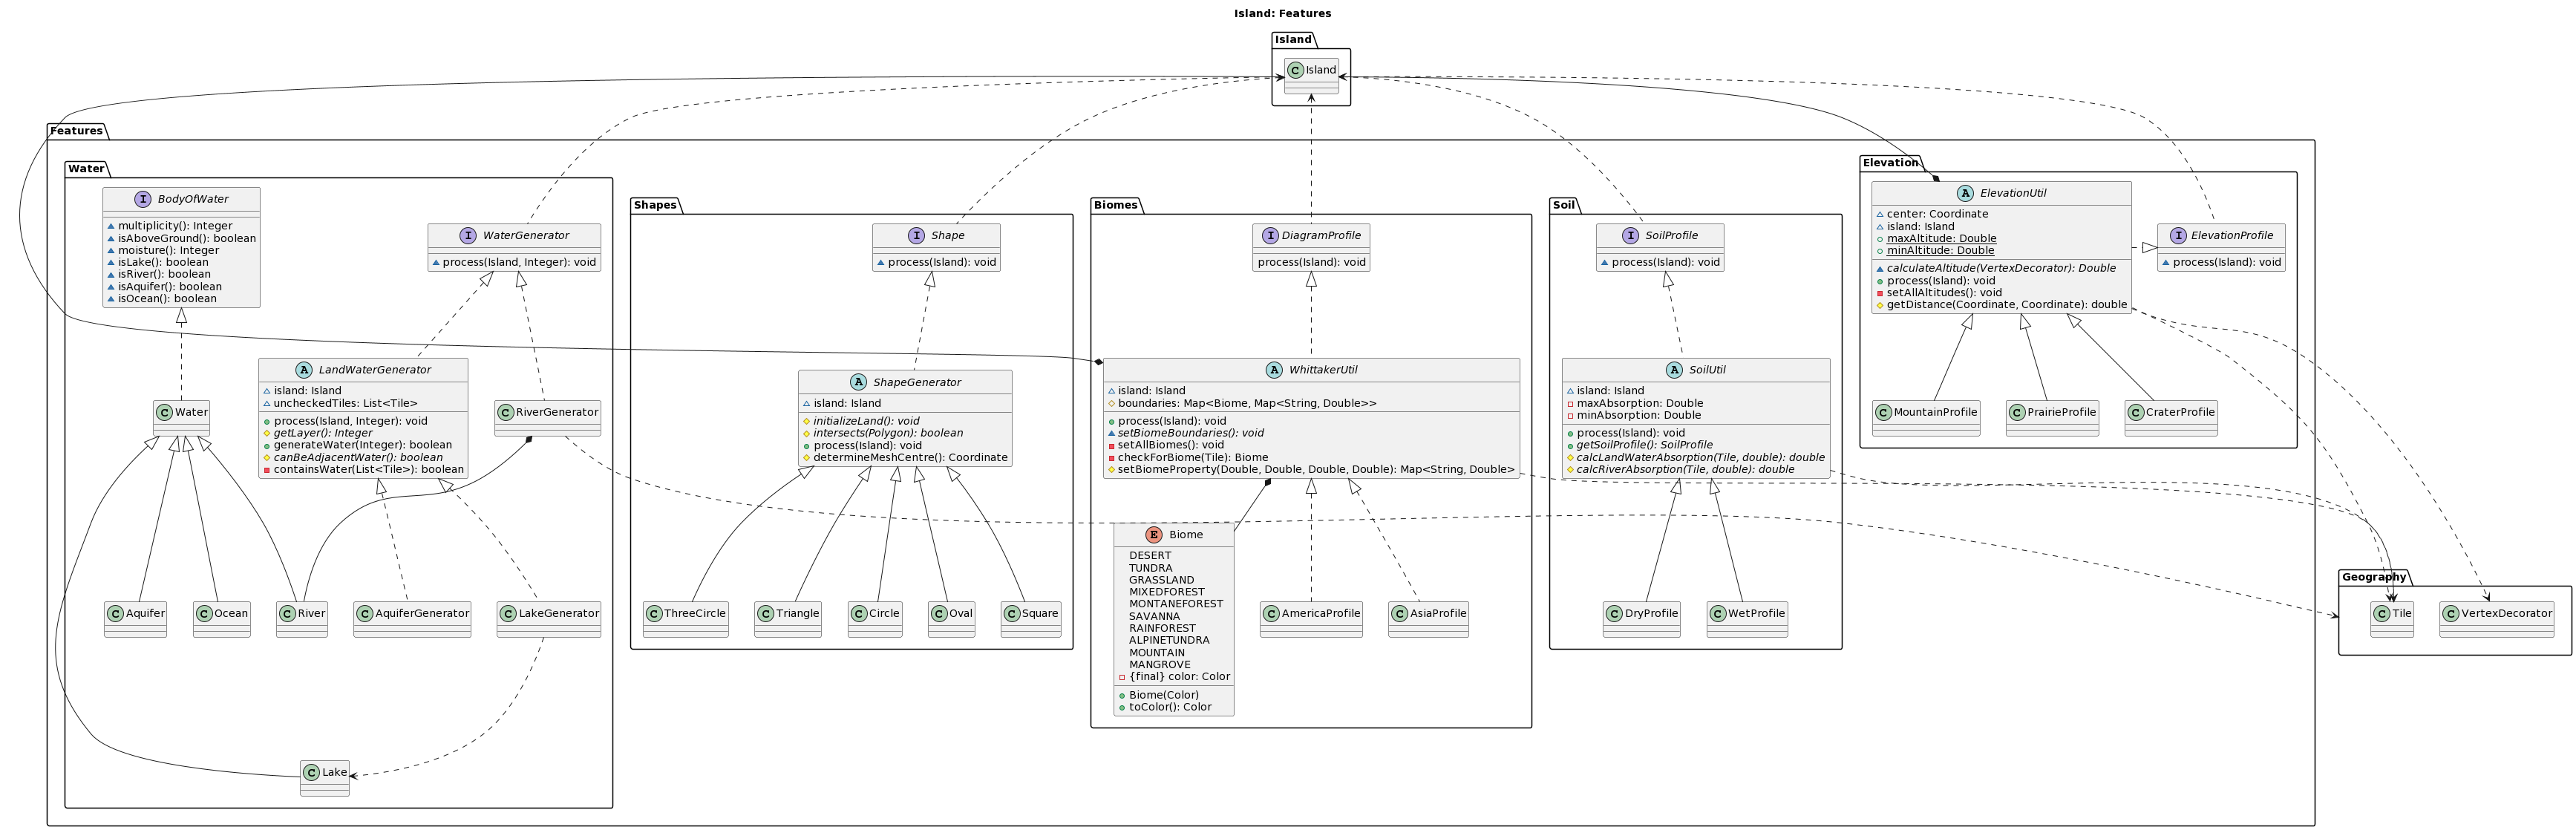 Island: Features
Island
Island
Features
Water
BodyOfWater
multiplicity(): Integer
isAboveGround(): boolean
moisture(): Integer
isLake(): boolean
isRiver(): boolean
isAquifer(): boolean
isOcean(): boolean
WaterGenerator
process(Island, Integer): void
LandWaterGenerator
island: Island
uncheckedTiles: List<Tile>
process(Island, Integer): void
getLayer(): Integer
generateWater(Integer): boolean
canBeAdjacentWater(): boolean
containsWater(List<Tile>): boolean
Water
RiverGenerator
Aquifer
Ocean
River
AquiferGenerator
LakeGenerator
Lake
Shapes
Shape
process(Island): void
ShapeGenerator
island: Island
initializeLand(): void
intersects(Polygon): boolean
process(Island): void
determineMeshCentre(): Coordinate
ThreeCircle
Triangle
Circle
Oval
Square
Biomes
DiagramProfile
process(Island): void
WhittakerUtil
island: Island
boundaries: Map<Biome, Map<String, Double>>
process(Island): void
setBiomeBoundaries(): void
setAllBiomes(): void
checkForBiome(Tile): Biome
setBiomeProperty(Double, Double, Double, Double): Map<String, Double>
Biome
DESERT
TUNDRA
GRASSLAND
MIXEDFOREST
MONTANEFOREST
SAVANNA
RAINFOREST
ALPINETUNDRA
MOUNTAIN
MANGROVE
{final} color: Color
Biome(Color)
toColor(): Color
AmericaProfile
AsiaProfile
Soil
SoilProfile
process(Island): void
SoilUtil
island: Island
maxAbsorption: Double
minAbsorption: Double
process(Island): void
getSoilProfile(): SoilProfile
calcLandWaterAbsorption(Tile, double): double
calcRiverAbsorption(Tile, double): double
DryProfile
WetProfile
Elevation
ElevationUtil
center: Coordinate
island: Island
maxAltitude: Double
minAltitude: Double
calculateAltitude(VertexDecorator): Double
process(Island): void
setAllAltitudes(): void
getDistance(Coordinate, Coordinate): double
ElevationProfile
process(Island): void
MountainProfile
PrairieProfile
CraterProfile
Geography
Tile
VertexDecorator